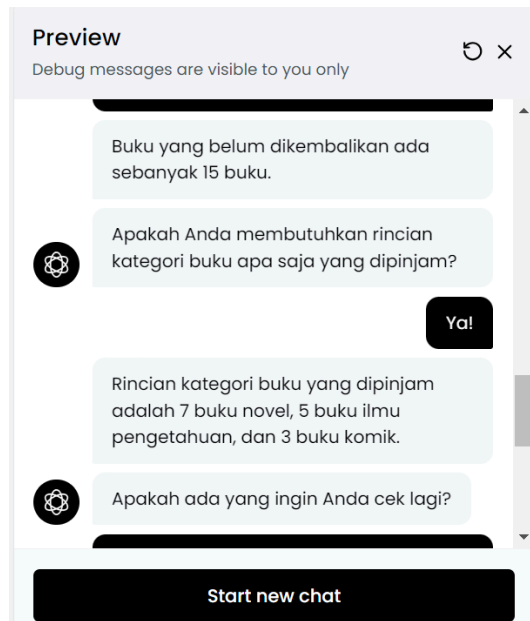 Preview
Debug messages are visible to you only
Buku yang belum dikembalikan ada
sebanyak 15 buku.
Apakah Anda membutuhkan rincian
kategori buku apa saja yang dipinjam?
Ya!
Rincian kategori buku yang dipinjam
adalah 7 buku novel, 5 buku ilmu
pengetahuan, dan 3 buku komik.
Apakah ada yang ingin Anda cek lagi?
Start new chat